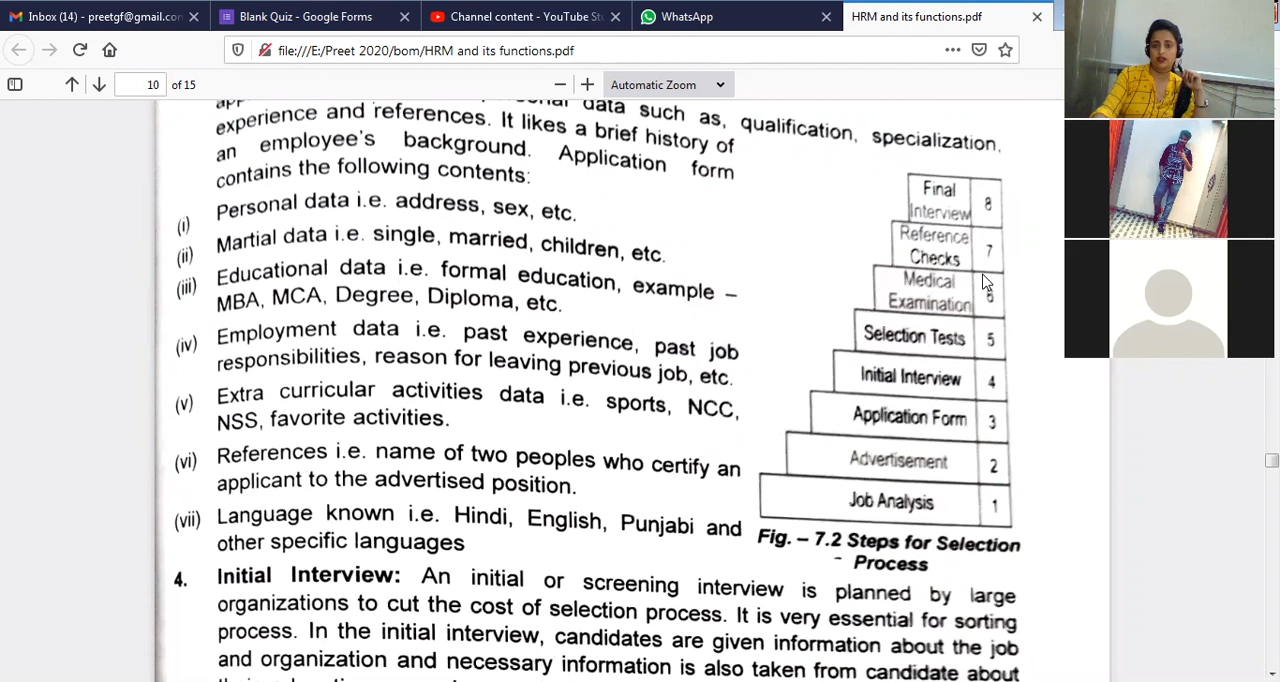 Inbox (14) - preetgf@gmail.co
Blank Quiz - Google Forms
Channel content - YouTube St
WhatsApp
HRM and its functions.pdf
file:///E:/Preet 2020/bom/HRM and its functions.pdf
10 of 15
Automatic Zoom
data such as, qualification, specialization,
experience and references. It likes a brief history of
an employee's background. Application form
contains the following contents:
(i) Personal data i.e. address, sex, etc.
(ii) Martial data i.e. single, married, children, etc.
(iii) Educational data i.e. formal education, example –
MBA, MCA, Degree, Diploma, etc.
(iv) Employment data i.e. past experience, past job
responsibilities, reason for leaving previous job, etc.
(v) Extra curricular activities data i.e. sports, NCC,
NSS, favorite activities.
(vi) References i.e. name of two peoples who certify an
applicant to the advertised position.
(vii) Language known i.e. Hindi, English, Punjabi and
other specific languages
Final
Interview 8
Reference
Checks 7
Medical
Examination 6
Selection Tests 5
Initial Interview 4
Application Form 3
Advertisement 2
Job Analysis 1
Fig. – 7.2 Steps for Selection
- Process
4. Initial Interview: An initial or screening interview is planned by large
organizations to cut the cost of selection process. It is very essential for sorting
process. In the initial interview, candidates are given information about the job
and organization and necessary information is also taken from candidate about